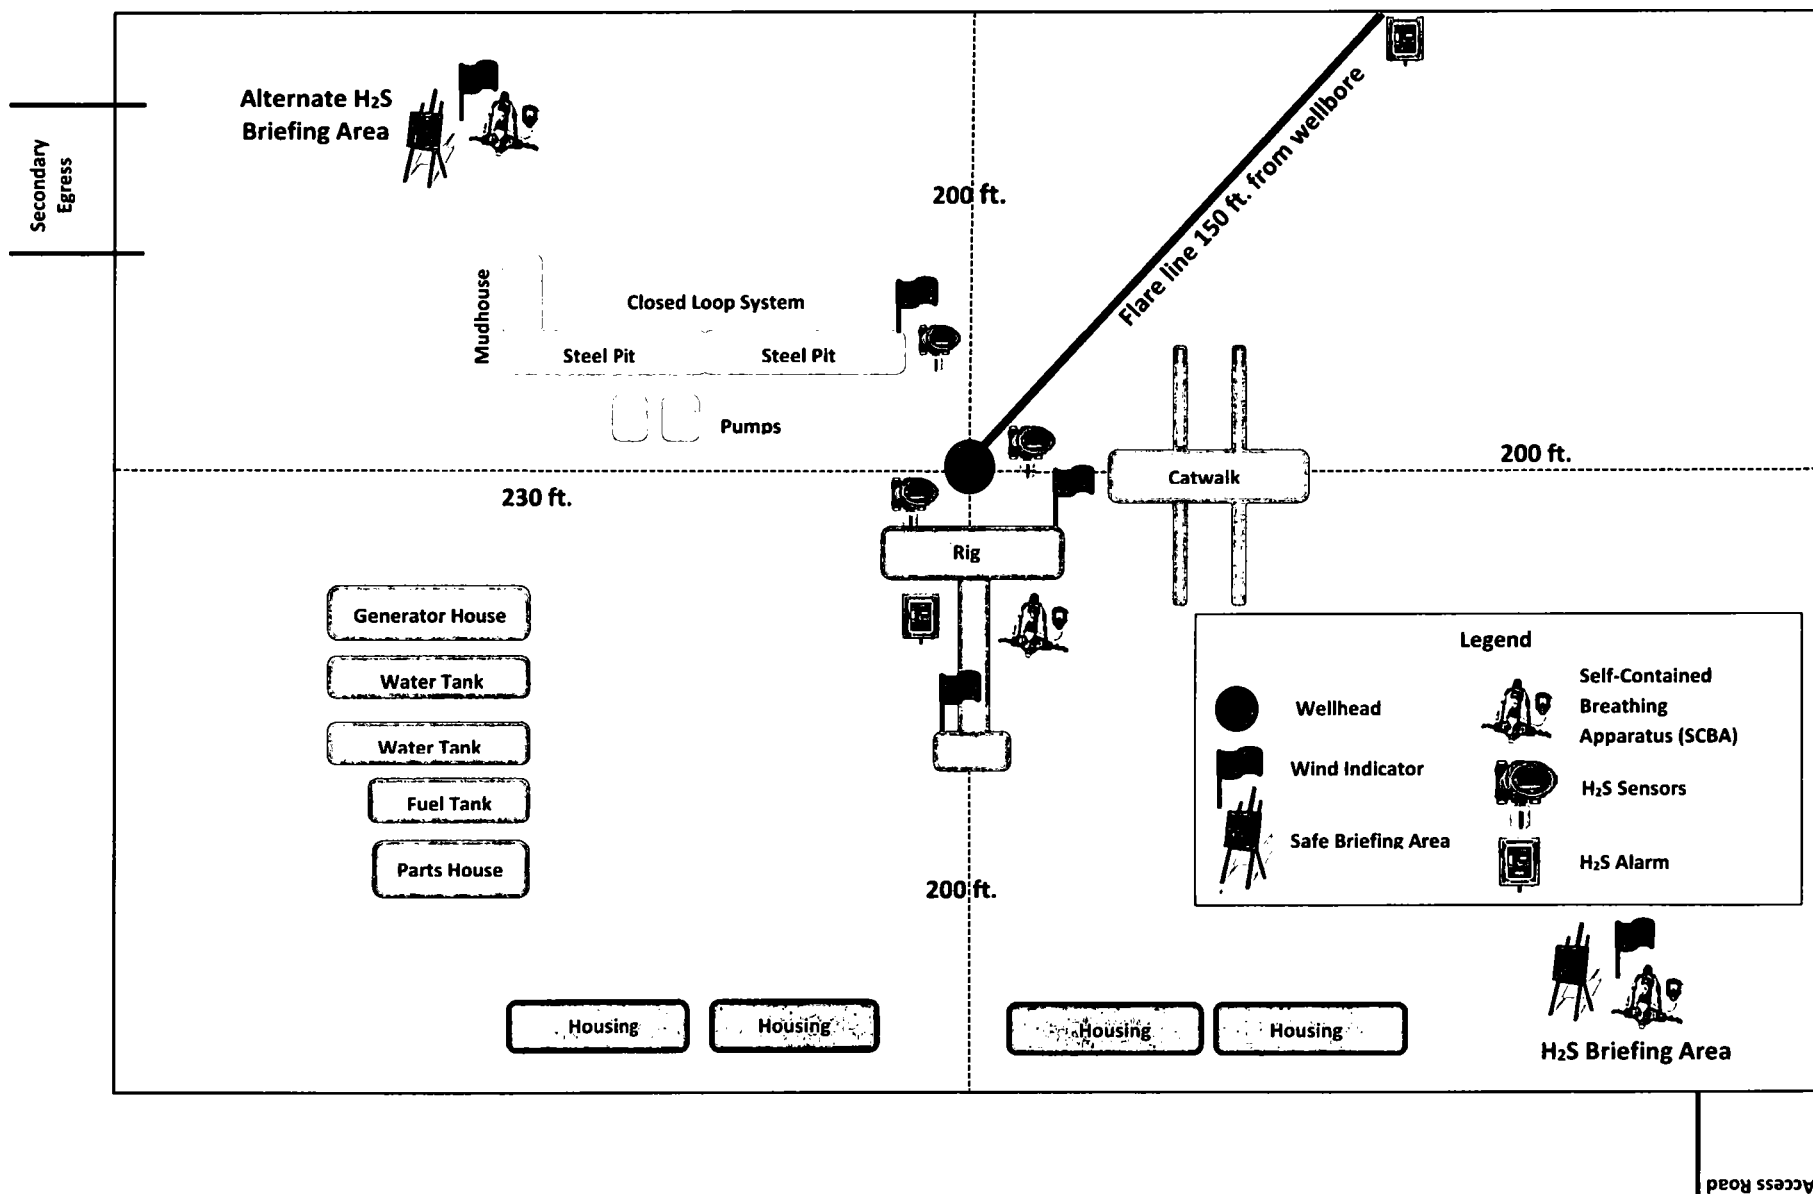 Alternate H₂S
Briefing Area
Secondary
Egress
200 ft.
Flare line 150 ft. from wellbore
Mudhouse
Closed Loop System
Steel Pit
Steel Pit
Pumps
230 ft.
200 ft.
Catwalk
Rig
Generator House
Water Tank
Water Tank
Fuel Tank
Parts House
200 ft.
Legend
Wellhead
Wind Indicator
Safe Briefing Area
Self-Contained
Breathing
Apparatus (SCBA)
H₂S Sensors
H₂S Alarm
Housing
Housing
Housing
Housing
H₂S Briefing Area
Access Road